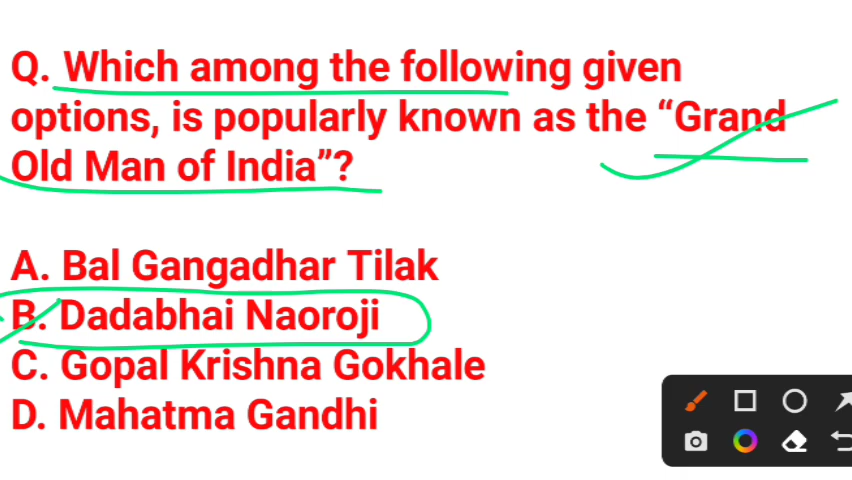 Q. Which among the following given
options, is popularly known as the “Grand
Old Man of India”?
A. Bal Gangadhar Tilak
B. Dadabhai Naoroji
C. Gopal Krishna Gokhale
D. Mahatma Gandhi